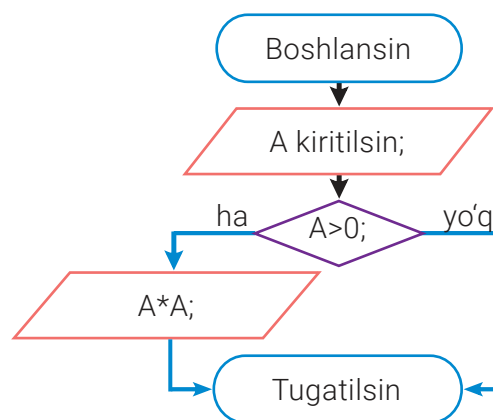 Boshlansin
A kiritilsin;
A>0;
ha
yo‘q
A*A;
Tugatilsin